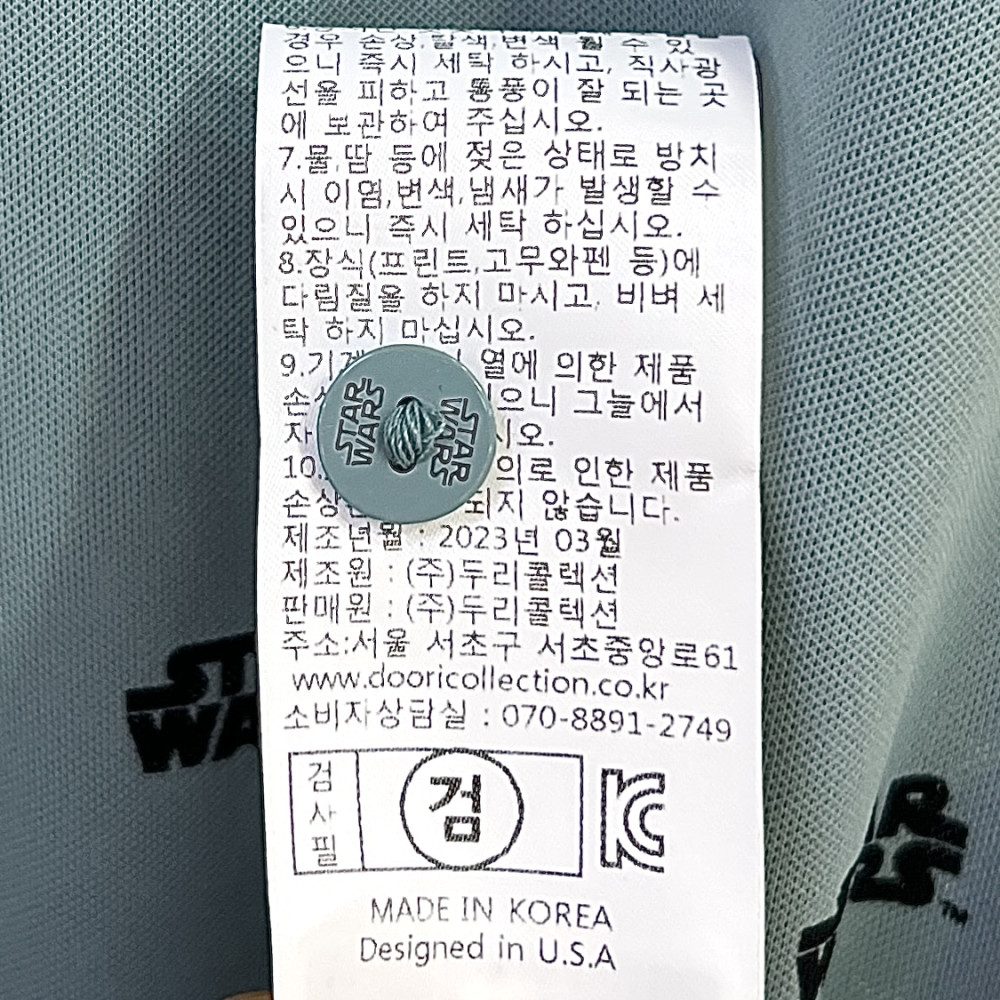 경우 손상,탈색,변색 될 수 있
으니 즉시 세탁 하시고, 직사광
선을 피하고 통풍이 잘 되는 곳
에 보관하여 주십시오.
7.물,땀 등에 젖은 상태로 방치
시 이염,변색,냄새가 발생할 수
있으니 즉시 세탁 하십시오.
8.장식(프린트,고무와펜 등)에
다림질을 하지 마시고, 비벼 세
탁 하지 마십시오.
9. 열에 의한 제품
으니 그늘에서
시오.
10. 의로 인한 제품
되지 않습니다.
STAR
WARS
STAR
WARS
제조년월 : 2023년 03월
제조원 : (주)두리콜렉션
판매원 : (주)두리콜렉션
주소:서울 서초구 서초중앙로61
www.dooricollection.co.kr
소비자상담실 : 070-8891-2749
검사필
검
KC
MADE IN KOREA
Designed in U.S.A